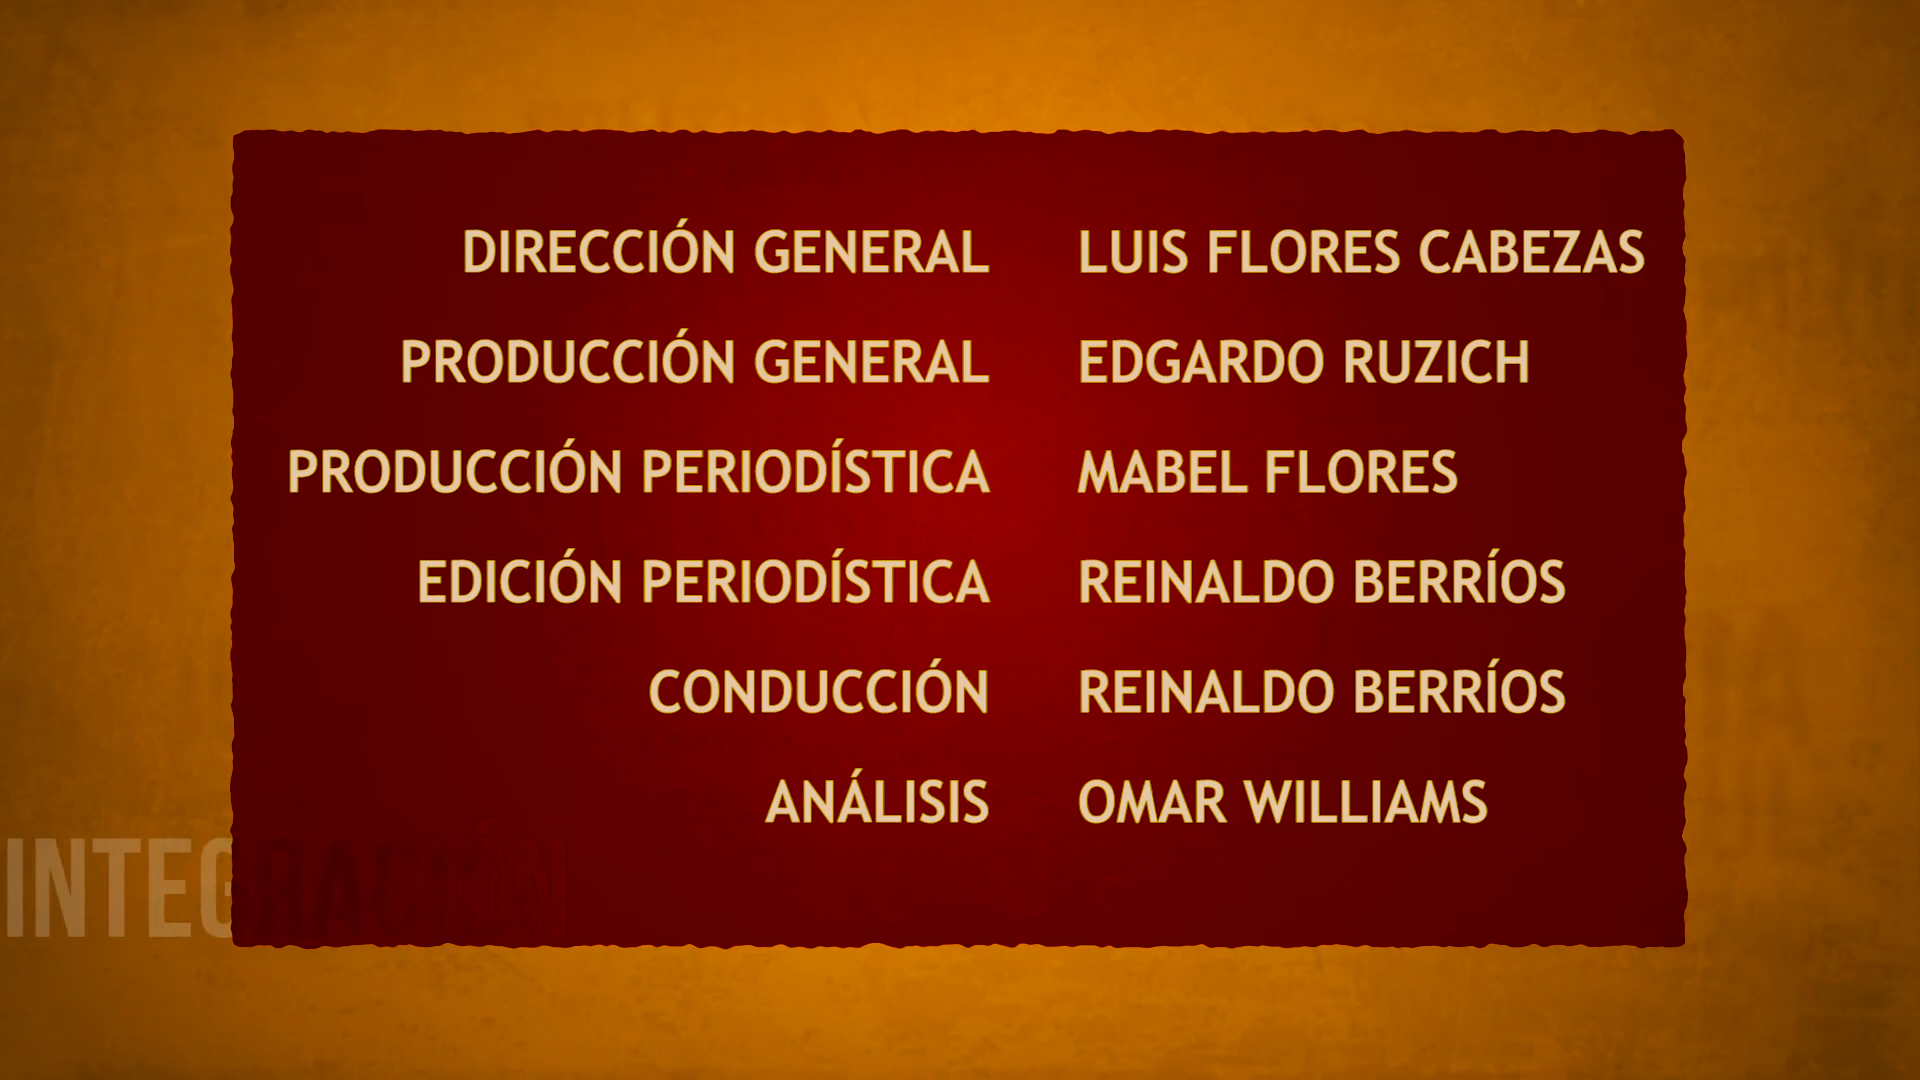 DIRECCIÓN GENERAL LUIS FLORES CABEZAS
PRODUCCIÓN GENERAL EDGARDO RUZICH
PRODUCCIÓN PERIODÍSTICA MABEL FLORES
EDICIÓN PERIODÍSTICA REINALDO BERRÍOS
CONDUCCIÓN REINALDO BERRÍOS
ANÁLISIS OMAR WILLIAMS
INTEGRACIÓN